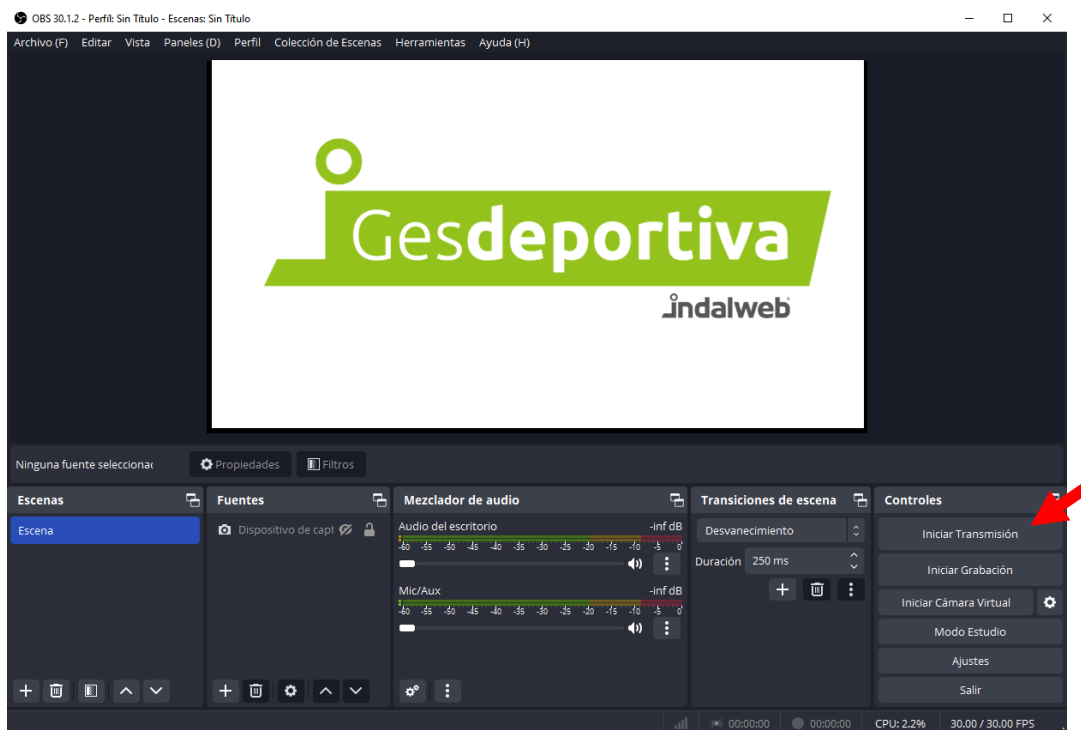 OBS 30.1.2 - Perfil: Sin Título - Escenas: Sin Título
Archivo (F) Editar Vista Paneles (D) Perfil Colección de Escenas Herramientas Ayuda (H)
Gesdeportiva
indalweb
Ninguna fuente seleccionac Propiedades Filtros
Escenas
Escena
Fuentes
Dispositivo de capt
Mezclador de audio
Audio del escritorio -inf dB
-60 -55 -50 -45 -40 -35 -30 -25 -20 -15 -10 -5 0
Mic/Aux -inf dB
-60 -55 -50 -45 -40 -35 -30 -25 -20 -15 -10 -5 0
Transiciones de escena
Desvanecimiento
Duración 250 ms
Controles
Iniciar Transmisión
Iniciar Grabación
Iniciar Cámara Virtual
Modo Estudio
Ajustes
Salir
00:00:00 00:00:00 CPU: 2.2% 30.00 / 30.00 FPS